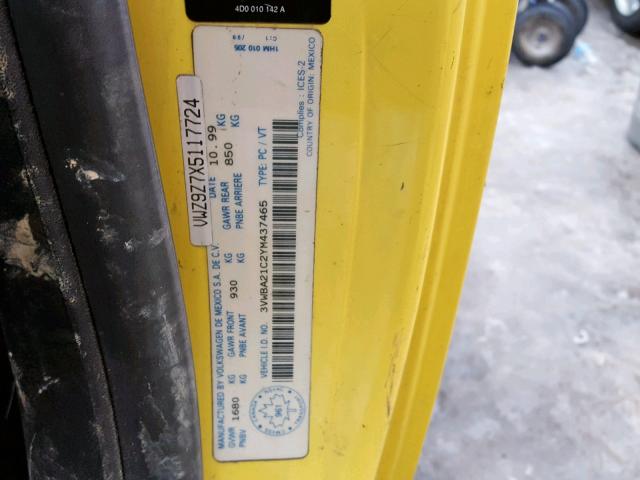 4D0 010 142 A
MANUFACTURED BY VOLKSWAGEN DE MEXICO S.A. DE C.V. DATE 10.99
GVWR 1680 KG GAWR FRONT 930 KG GAWR REAR 850 KG
PNBV PNBE AVANT PNBE ARRIERE
VEHICLE I.D. NO. 3VWBA21C2YM437465 TYPE: PC / VT
Complies: ICES-2
COUNTRY OF ORIGIN: MEXICO
1HM 010 205
VWZ9Z7X5117724
CANADA